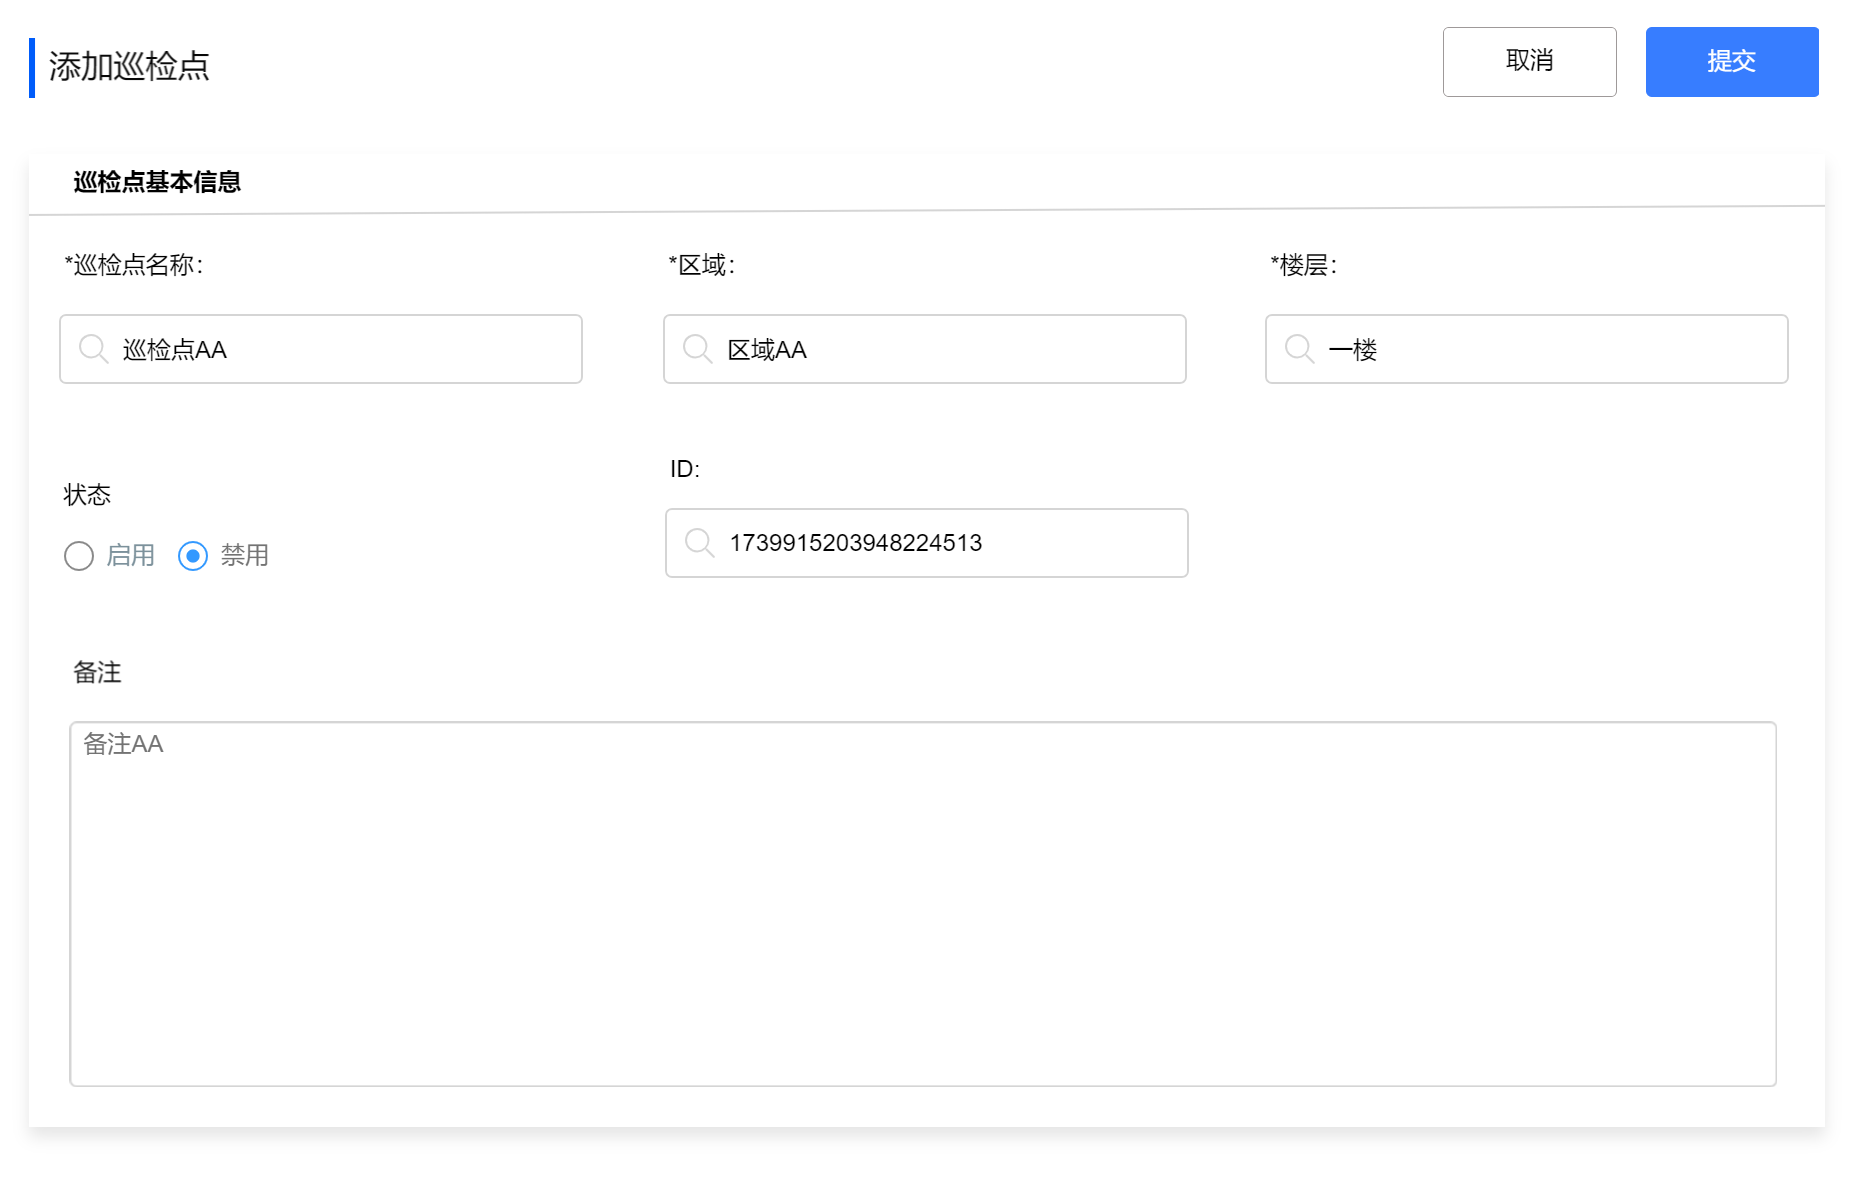 添加巡检点
取消
提交
巡检点基本信息
*巡检点名称：
*区域：
*楼层：
巡检点AA
区域AA
一楼
状态
ID:
启用
禁用
1739915203948224513
备注
备注AA